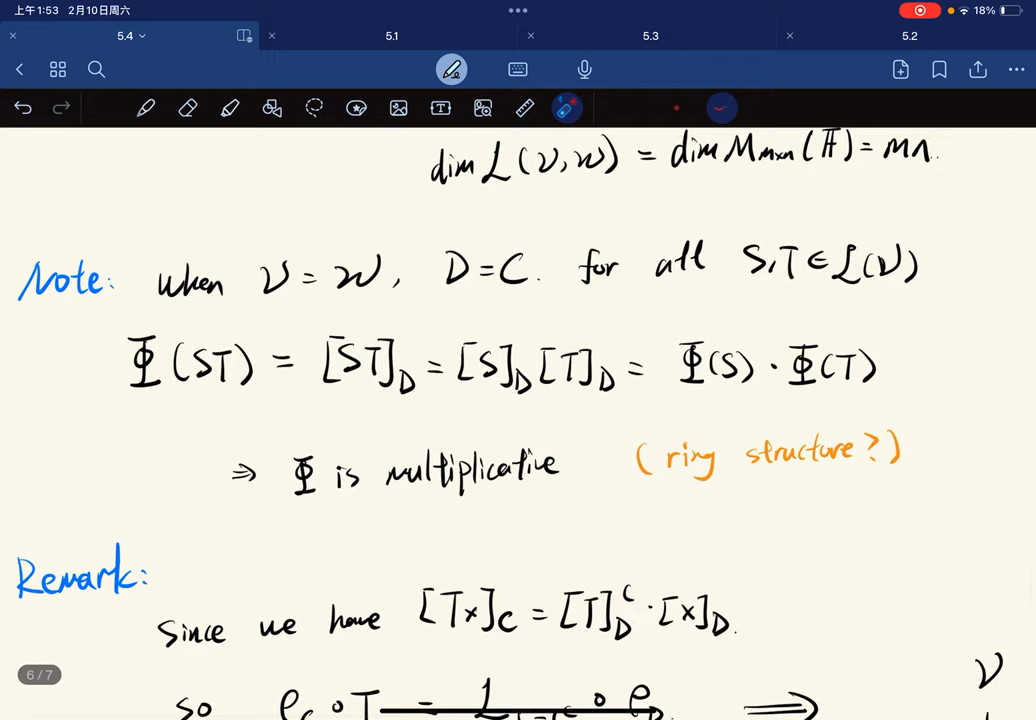 上午1:53 2月10日周六
18%
5.4 5.1 5.3 5.2
dim L(V,W) = dim Mmxn(F) = mn.
Note: when V = W, D = C. for all S,T ∈ L(V)
Φ(ST) = [ST]D = [S]D [T]D = Φ(S) · Φ(T)
⇒ Φ is multiplicative (ring structure?)
Remark:
since we have [Tx]C = [T]D^C · [x]D.
V
6 / 7
so